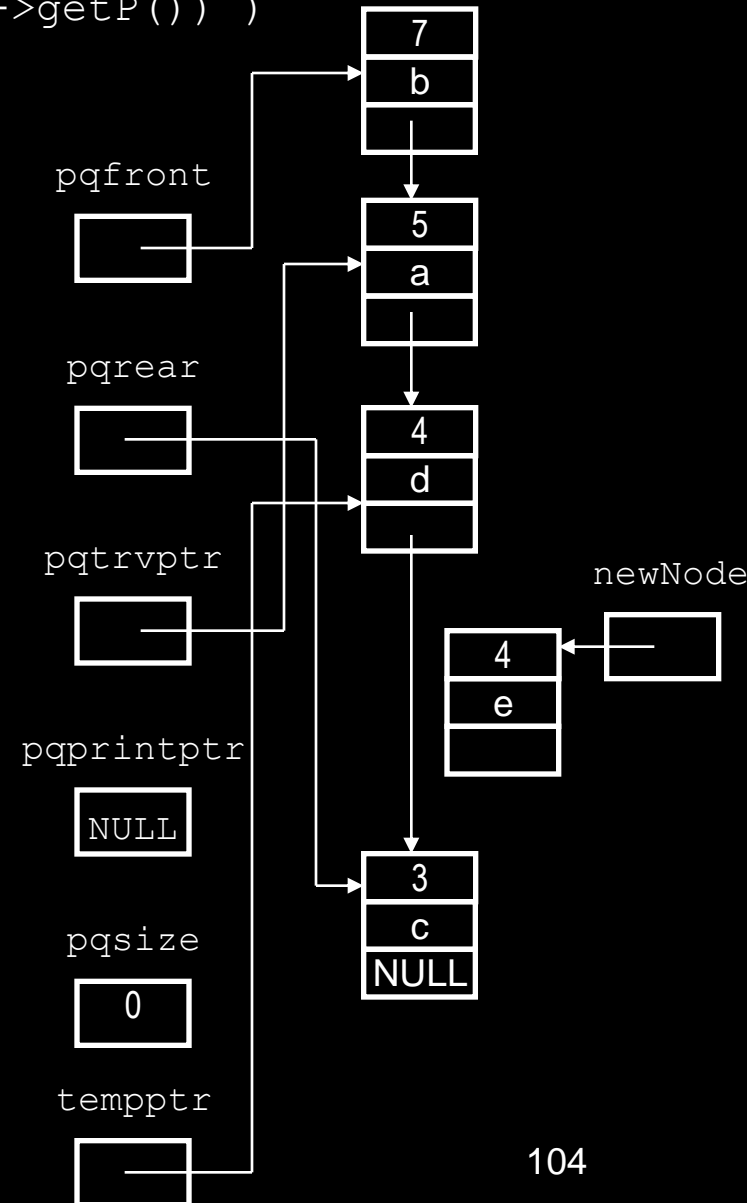 ->getP()) )
7
b
pqfront
5
a
pqrear
4
d
pqtrvptr
newNode
4
e
pqprintptr
NULL
3
c
NULL
pqsize
0
tempptr
104